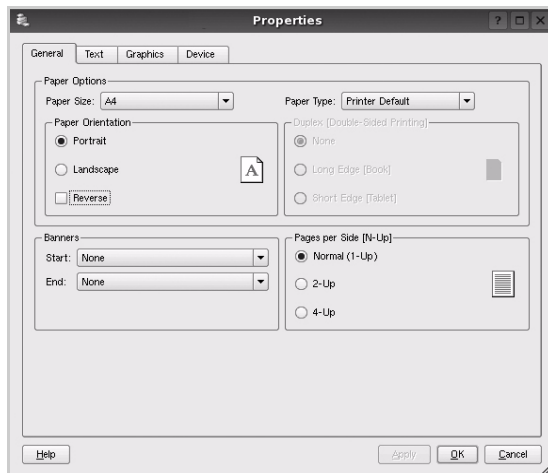 Properties
General Text Graphics Device
Paper Options
Paper Size: A4 Paper Type: Printer Default
Paper Orientation
Portrait
Landscape
Reverse
A
Duplex [Double-Sided Printing]
None
Long Edge [Book]
Short Edge [Tablet]
Banners
Start: None
End: None
Pages per Side [N-Up]
Normal (1-Up)
2-Up
4-Up
Help Apply OK Cancel